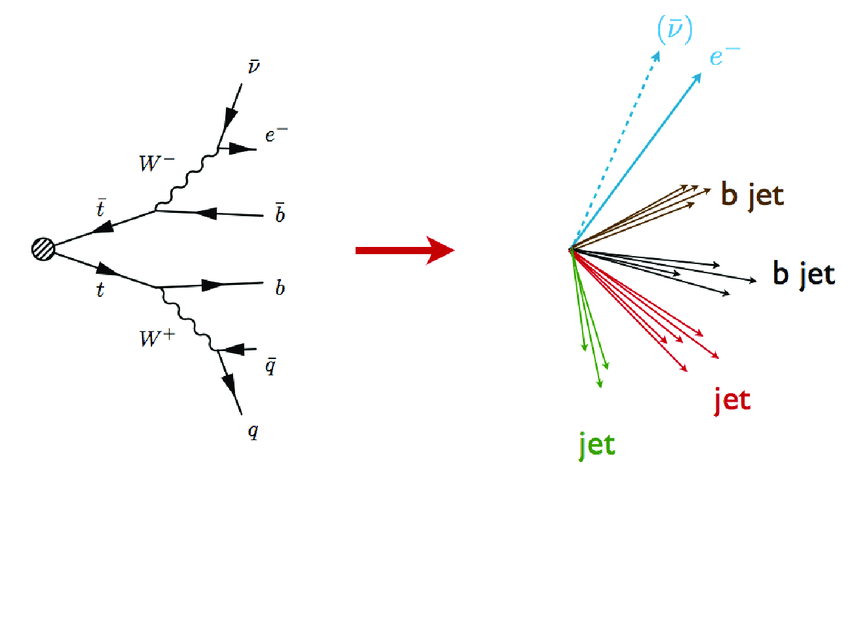 ν̄
e⁻
W⁻
t̄
b̄
t
b
W⁺
q̄
q
(ν̄)
e⁻
b jet
b jet
jet
jet